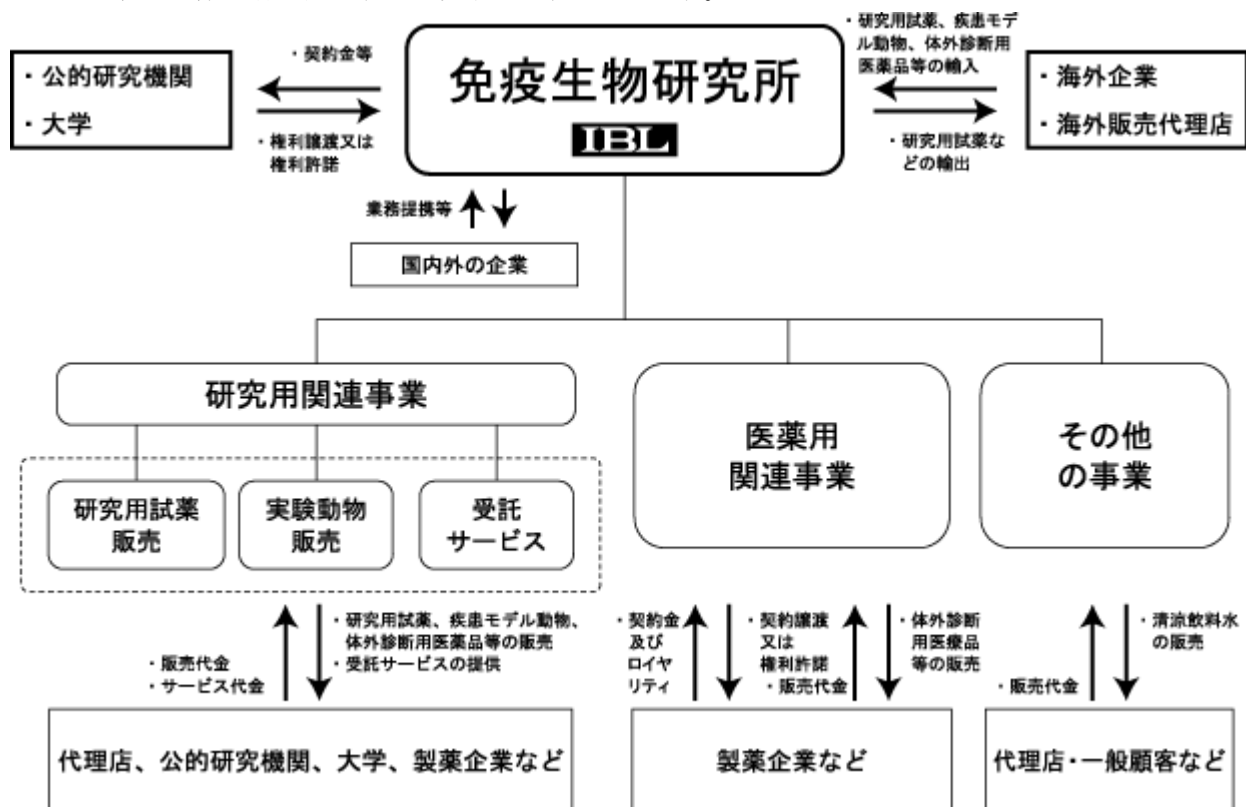 ・公的研究機関
・大学
・契約金等
・権利譲渡又は
権利許諾
免疫生物研究所
IBL
・研究用試薬、疾患モデ
ル動物、体外診断用
医薬品等の輸入
・研究用試薬な
どの輸出
・海外企業
・海外販売代理店
業務提携等
国内外の企業
研究用関連事業
研究用試薬
販売
実験動物
販売
受託
サービス
医薬用
関連事業
その他
の事業
・販売代金
・サービス代金
・研究用試薬、疾患モデル動物、
体外診断用医薬品等の販売
・受託サービスの提供
・契約金
及び
ロイヤ
リティ
・契約譲渡
又は
権利許諾
・販売代金
・体外診断
用医療品
等の販売
・販売代金
・清涼飲料水
の販売
代理店、公的研究機関、大学、製薬企業など
製薬企業など
代理店・一般顧客など